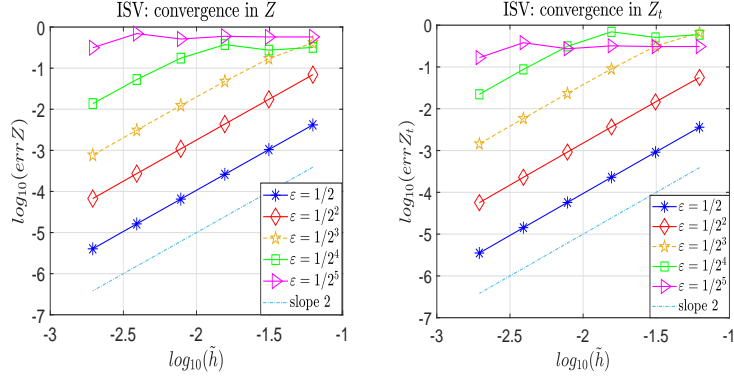 ISV: convergence in Z
0
-1
-2
-3
-4
-5
-6
-7
log10(errZ)
-3 -2.5 -2 -1.5 -1
log10(h̃)
ε = 1/2
ε = 1/2²
ε = 1/2³
ε = 1/2⁴
ε = 1/2⁵
slope 2
ISV: convergence in Zt
0
-1
-2
-3
-4
-5
-6
-7
log10(errZt)
-3 -2.5 -2 -1.5 -1
log10(h̃)
ε = 1/2
ε = 1/2²
ε = 1/2³
ε = 1/2⁴
ε = 1/2⁵
slope 2